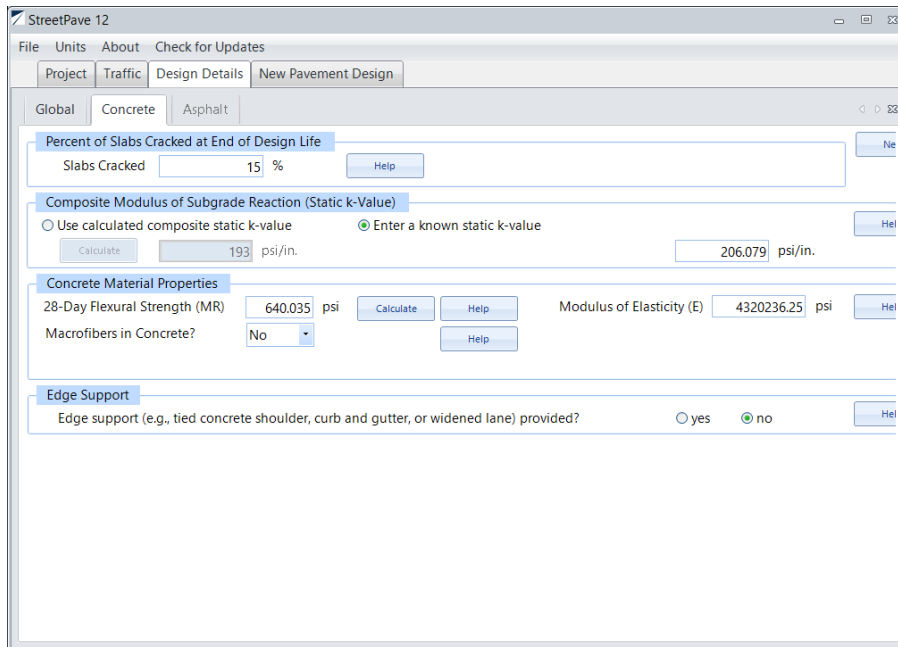 StreetPave 12
File Units About Check for Updates
Project Traffic Design Details New Pavement Design
Global Concrete Asphalt
Percent of Slabs Cracked at End of Design Life
Slabs Cracked 15 % Help
Ne
Composite Modulus of Subgrade Reaction (Static k-Value)
Use calculated composite static k-value Enter a known static k-value
Hel
Calculate 193 psi/in. 206.079 psi/in.
Concrete Material Properties
28-Day Flexural Strength (MR) 640.035 psi Calculate Help Modulus of Elasticity (E) 4320236.25 psi Hel
Macrofibers in Concrete? No Help
Edge Support
Edge support (e.g., tied concrete shoulder, curb and gutter, or widened lane) provided? yes no Hel